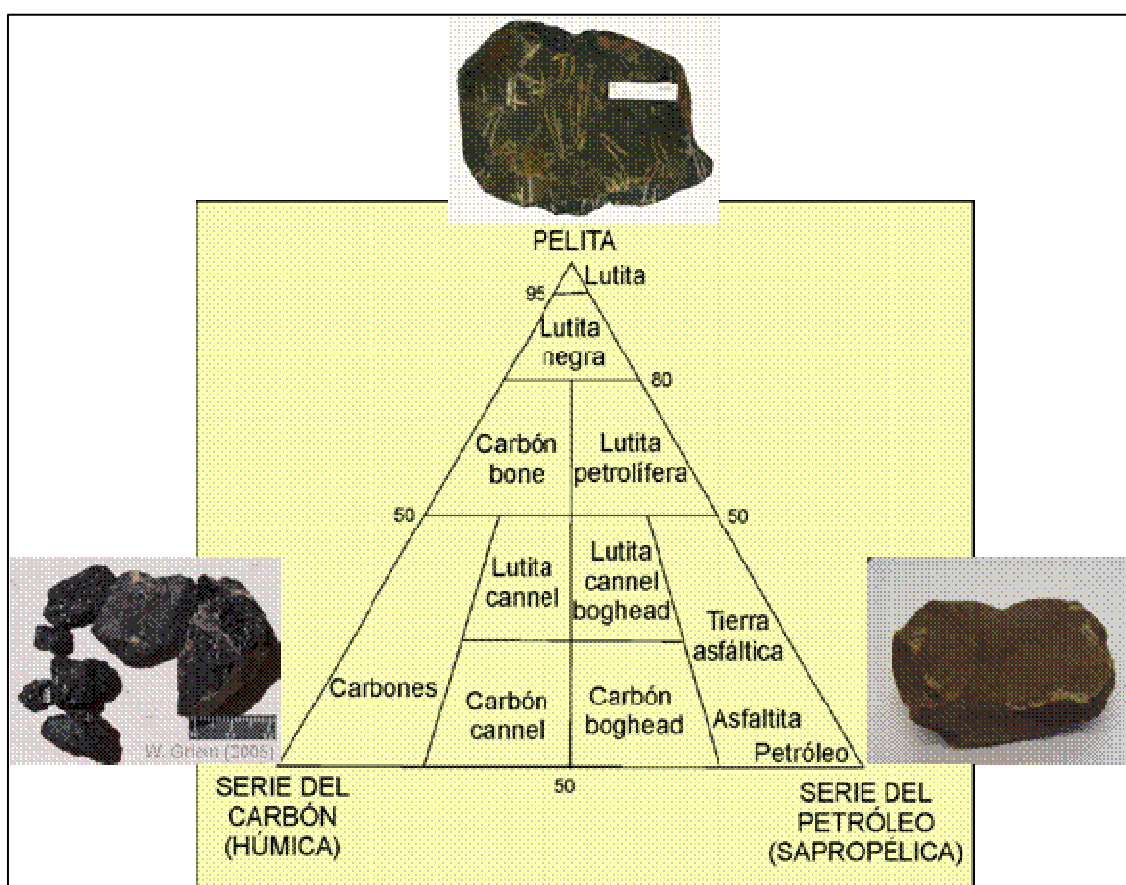 PELITA
Lutita
95
Lutita
negra
80
Carbón
bone
Lutita
petrolífera
50
50
Lutita
cannel
Lutita
cannel
boghead
Tierra
asfáltica
Carbones
Carbón
cannel
Carbón
boghead
Asfaltita
Petróleo
W. Griem (2006)
50
SERIE DEL
CARBÓN
(HÚMICA)
SERIE DEL
PETRÓLEO
(SAPROPÉLICA)